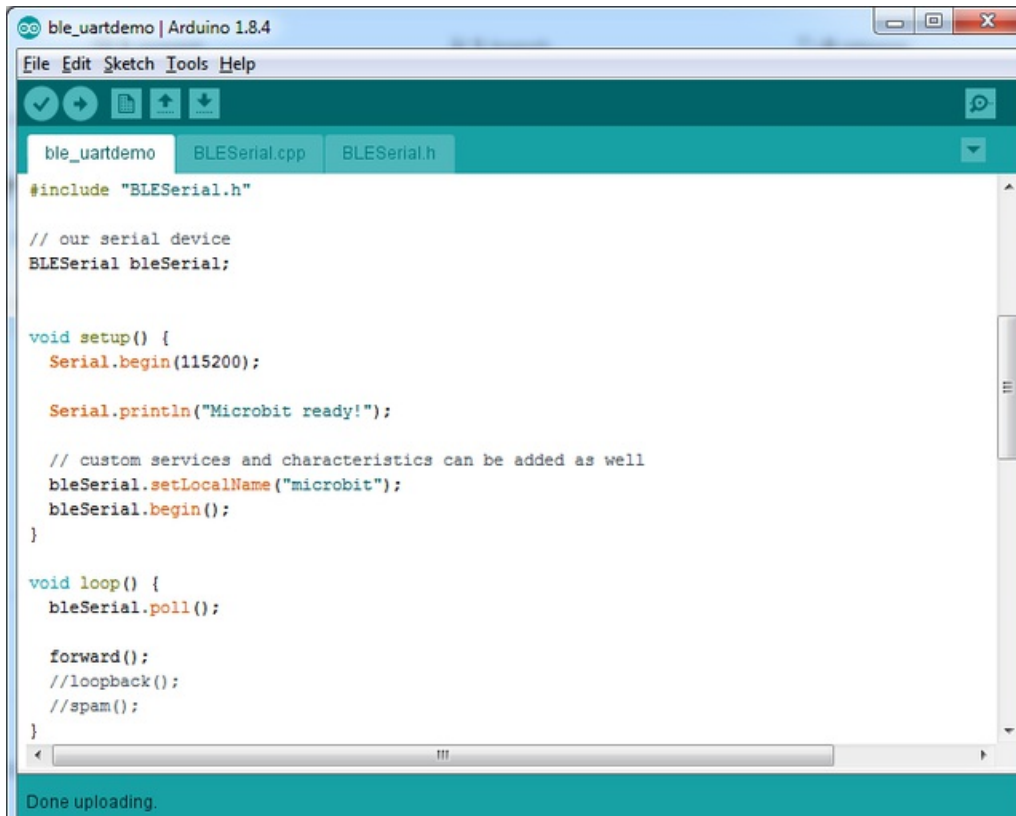 ble_uartdemo | Arduino 1.8.4
File Edit Sketch Tools Help
ble_uartdemo BLESerial.cpp BLESerial.h
#include "BLESerial.h"
// our serial device
BLESerial bleSerial;
void setup() {
  Serial.begin(115200);
  Serial.println("Microbit ready!");
  // custom services and characteristics can be added as well
  bleSerial.setLocalName("microbit");
  bleSerial.begin();
}
void loop() {
  bleSerial.poll();
  forward();
  //loopback();
  //spam();
}
Done uploading.